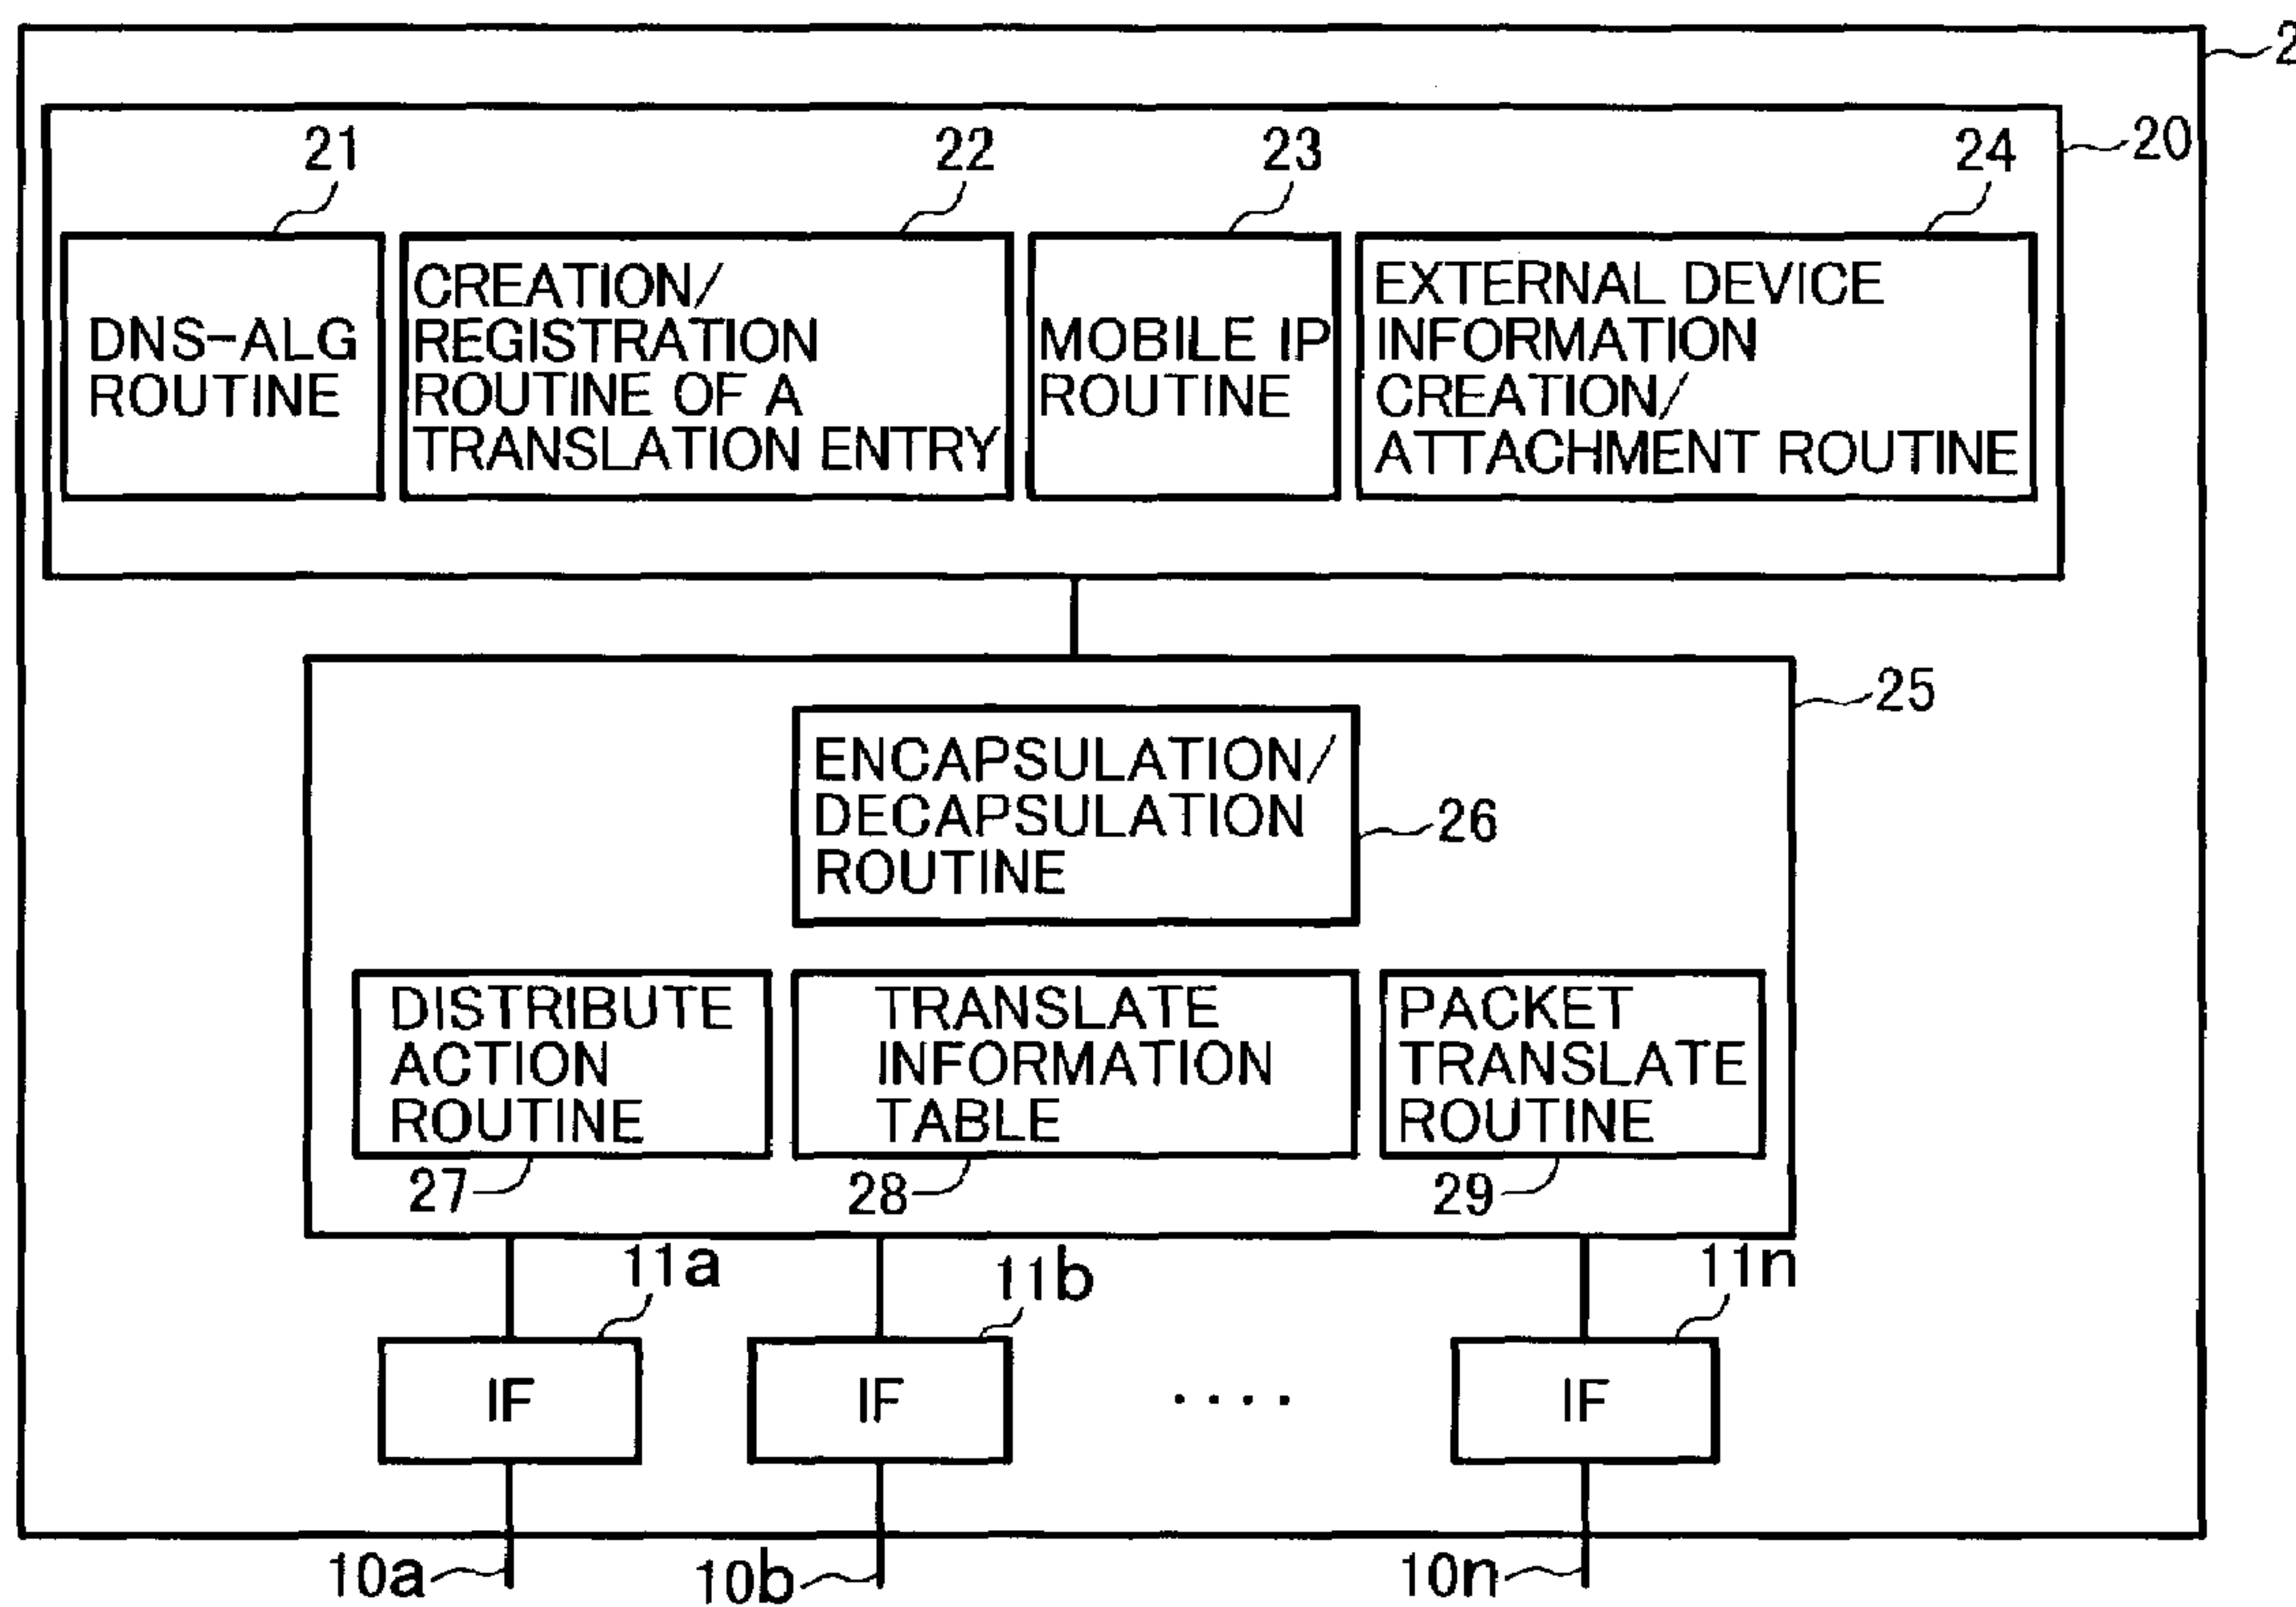 2
20
21
22
23
24
DNS-ALG
ROUTINE
CREATION/
REGISTRATION
ROUTINE OF A
TRANSLATION ENTRY
MOBILE IP
ROUTINE
EXTERNAL DEVICE
INFORMATION
CREATION/
ATTACHMENT ROUTINE
25
ENCAPSULATION/
DECAPSULATION
ROUTINE
26
DISTRIBUTE
ACTION
ROUTINE
TRANSLATE
INFORMATION
TABLE
PACKET
TRANSLATE
ROUTINE
27
28
29
11a
11b
11n
IF
IF
....
IF
10a
10b
10n